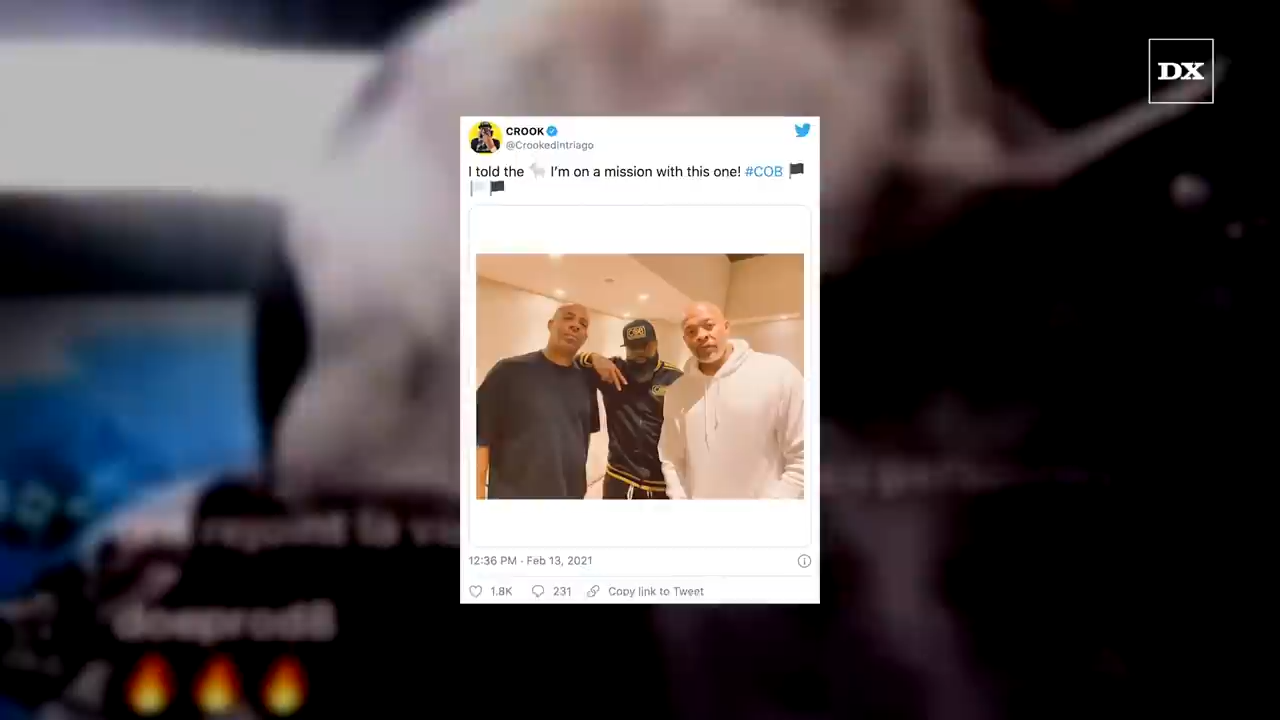 DX
CROOK
@CrookedIntriago
I told the 🐐 I'm on a mission with this one! #COB 🏴
🏳️🏴
COB
12:36 PM · Feb 13, 2021
1.8K 231 Copy link to Tweet